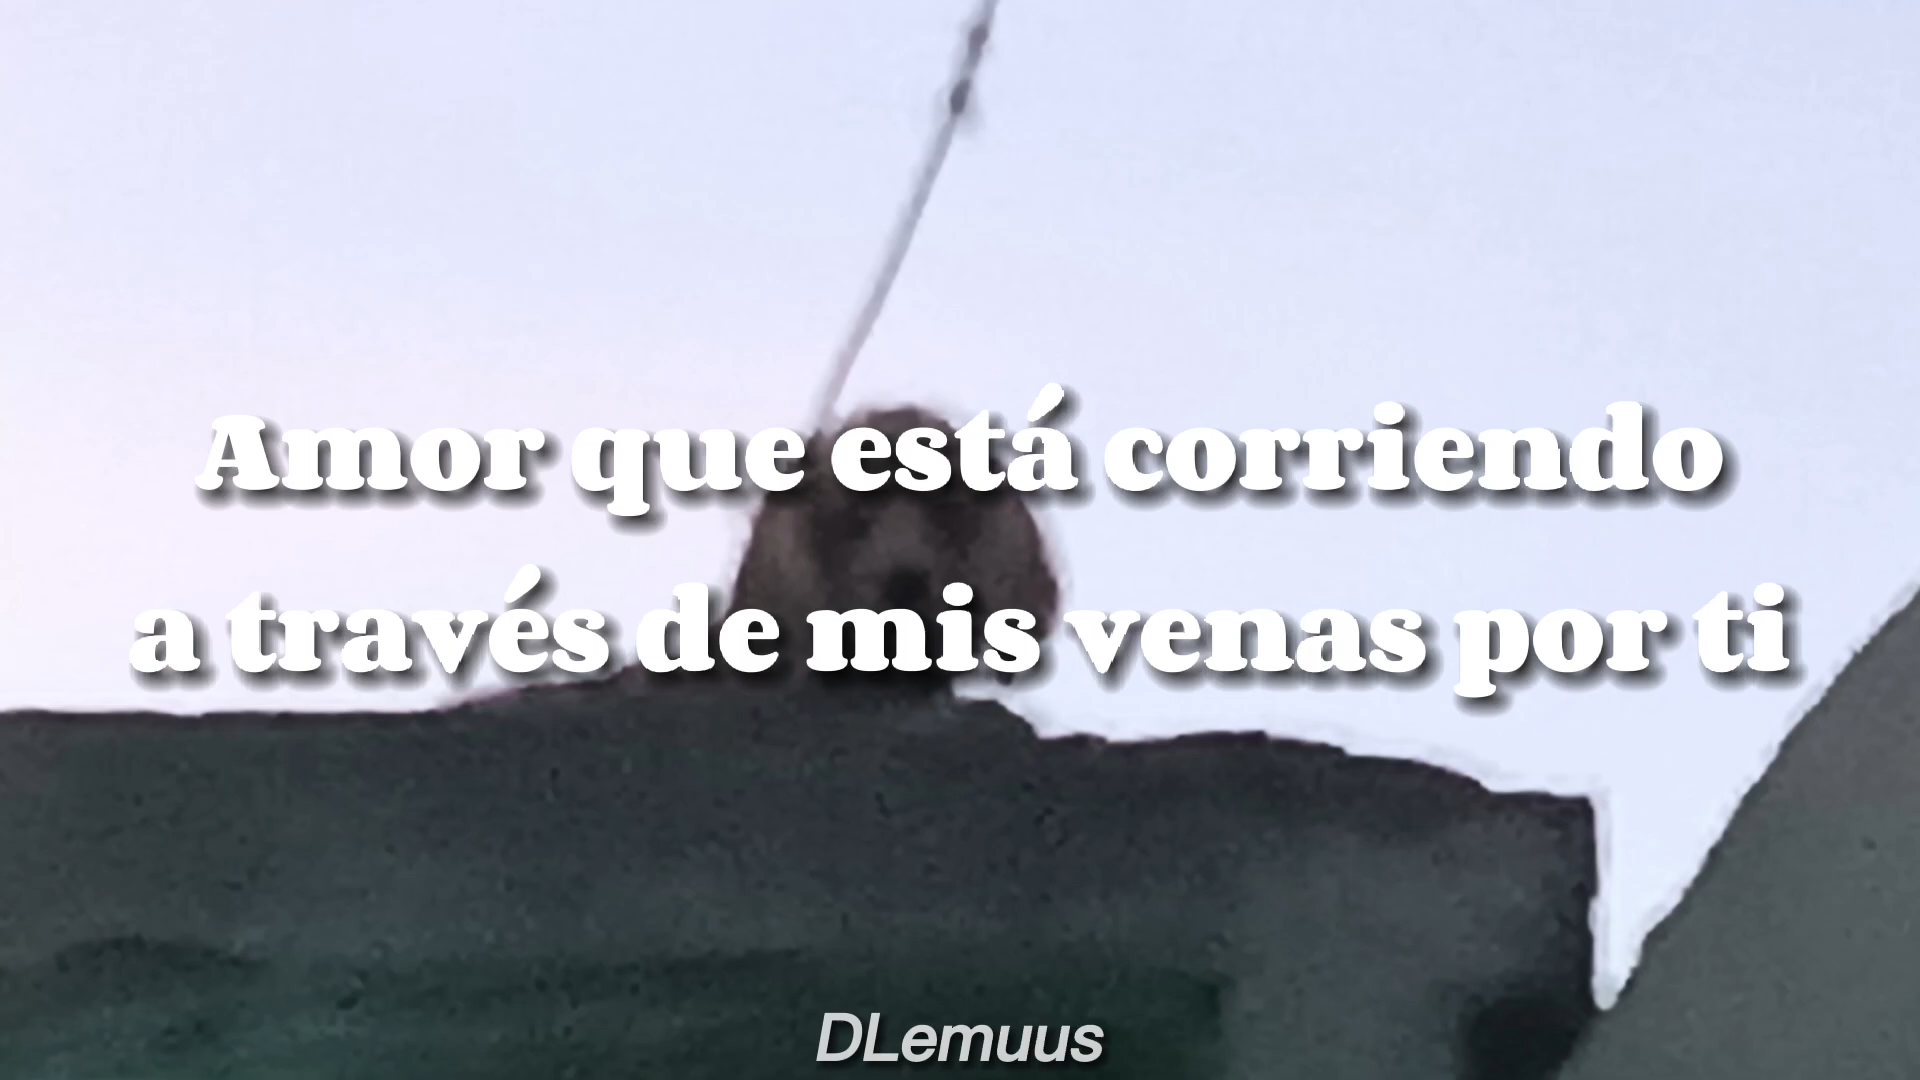 Amor que está corriendo
a través de mis venas por ti
DLemuus